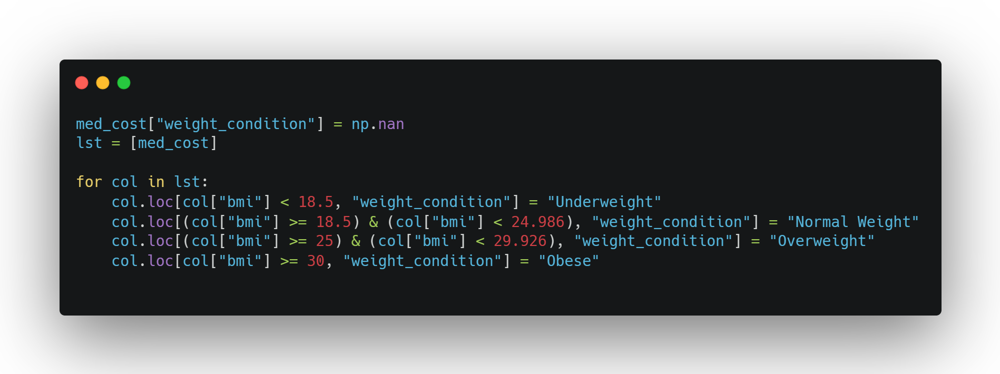 med_cost["weight_condition"] = np.nan
lst = [med_cost]

for col in lst:
    col.loc[col["bmi"] < 18.5, "weight_condition"] = "Underweight"
    col.loc[(col["bmi"] >= 18.5) & (col["bmi"] < 24.986), "weight_condition"] = "Normal Weight"
    col.loc[(col["bmi"] >= 25) & (col["bmi"] < 29.926), "weight_condition"] = "Overweight"
    col.loc[col["bmi"] >= 30, "weight_condition"] = "Obese"